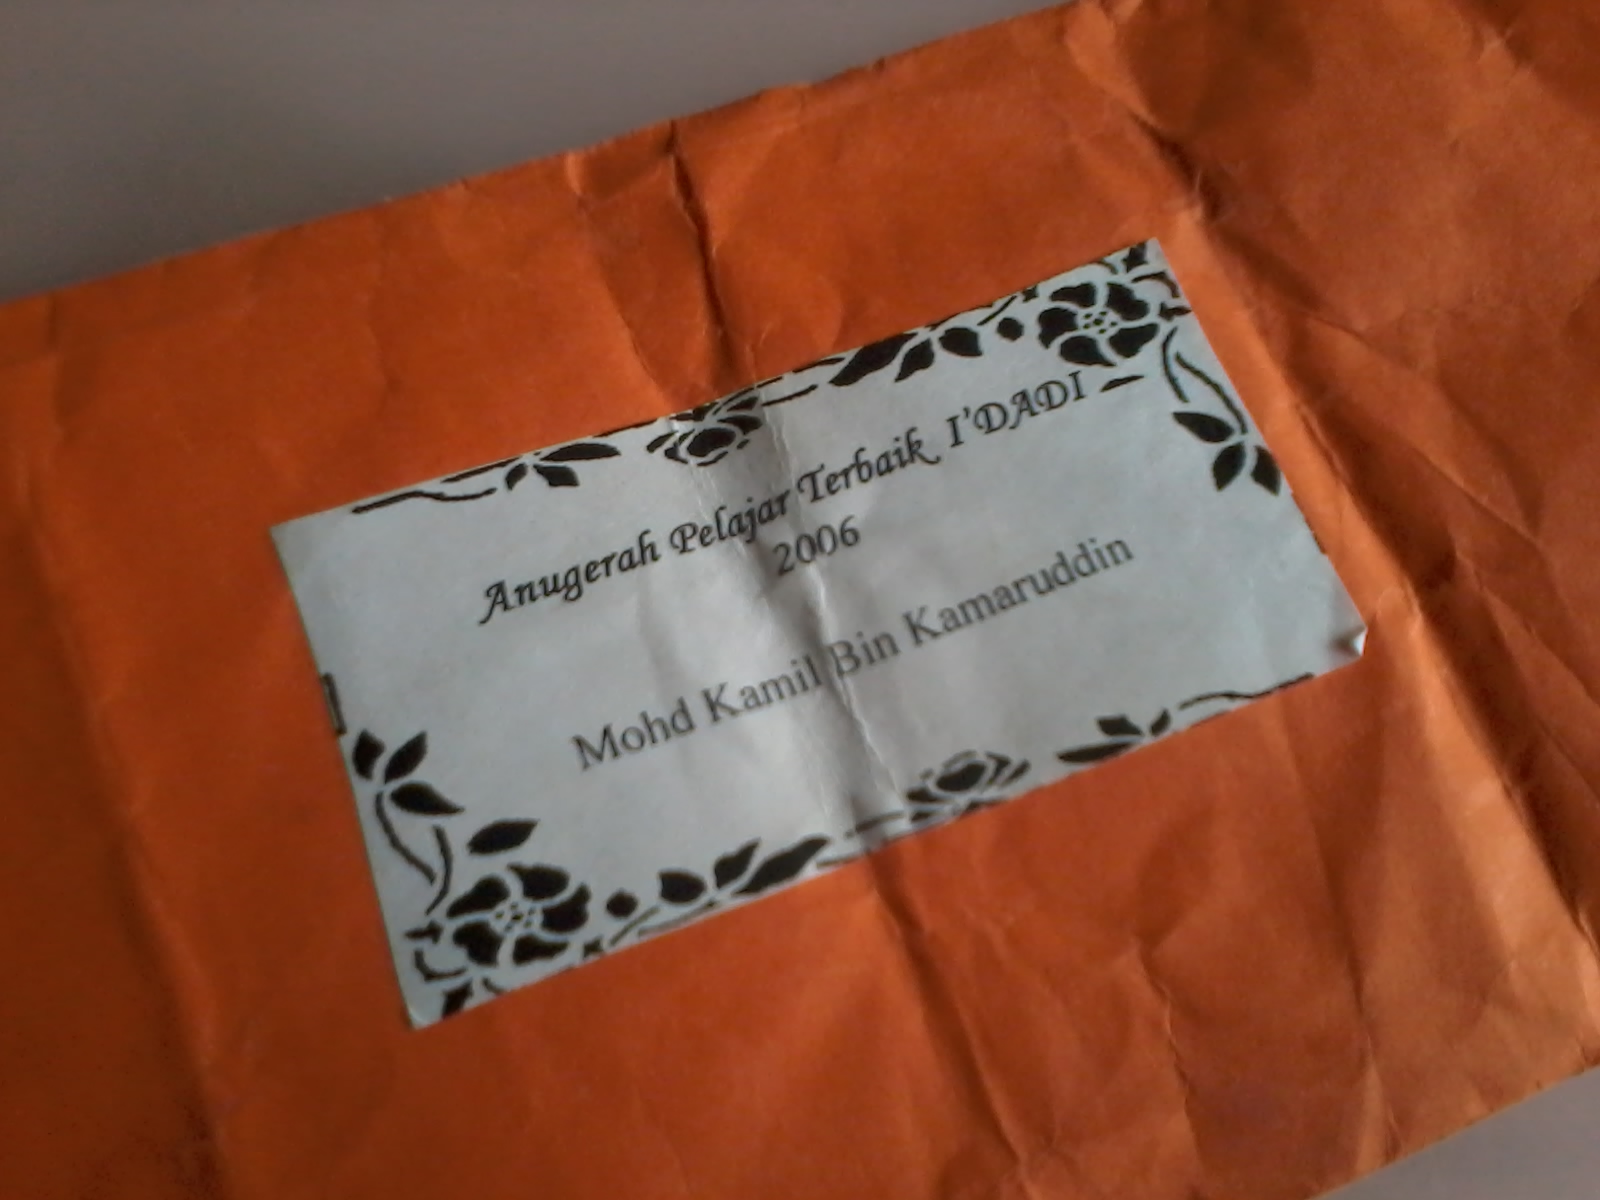 Anugerah Pelajar Terbaik I'DADI
2006
Mohd Kamil Bin Kamaruddin